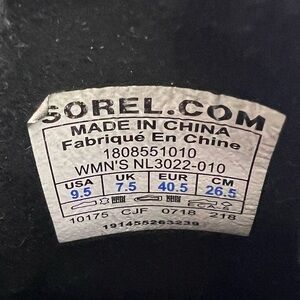 SOREL.COM
MADE IN CHINA
Fabriqué En Chine
1808551010
WMN'S NL3022-010
USA UK EUR CM
9.5 7.5 40.5 26.5
10175 CJF 0718 218
191455263239